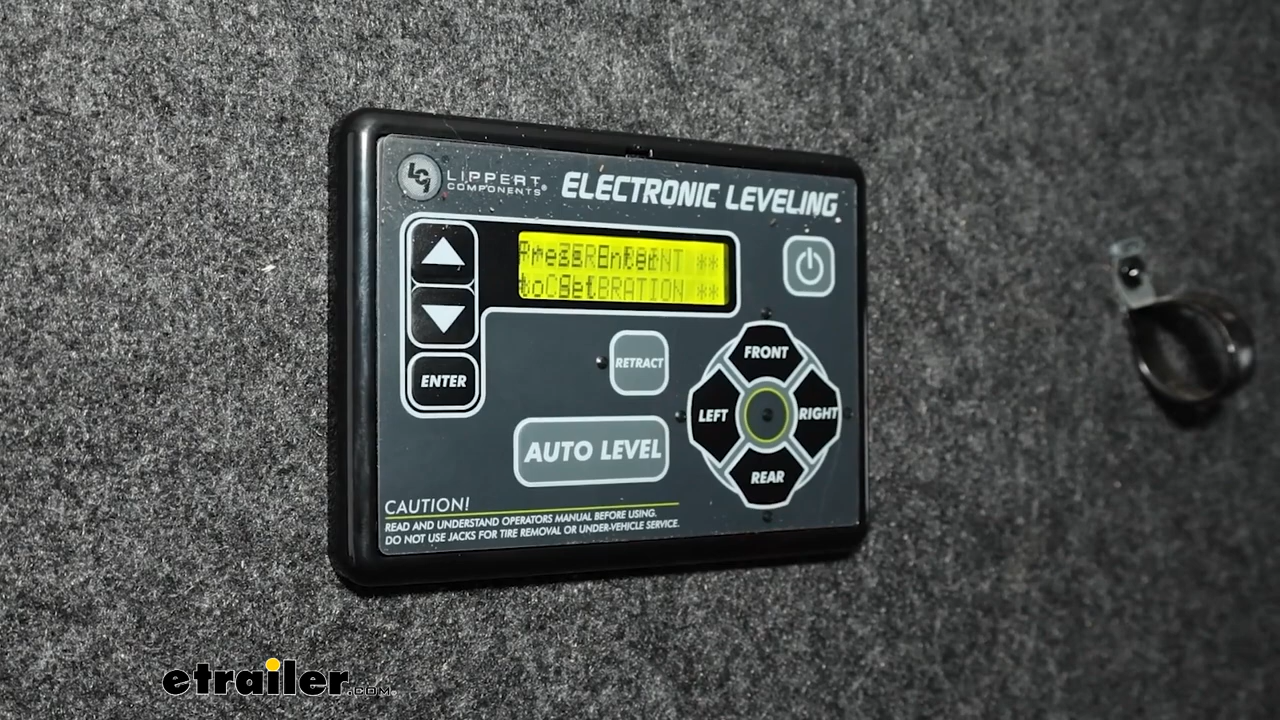 LCI LIPPERT COMPONENTS® ELECTRONIC LEVELING
ENTER
RETRACT
AUTO LEVEL
FRONT
LEFT
RIGHT
REAR
CAUTION!
READ AND UNDERSTAND OPERATORS MANUAL BEFORE USING.
DO NOT USE JACKS FOR TIRE REMOVAL OR UNDER-VEHICLE SERVICE.
etrailer.com